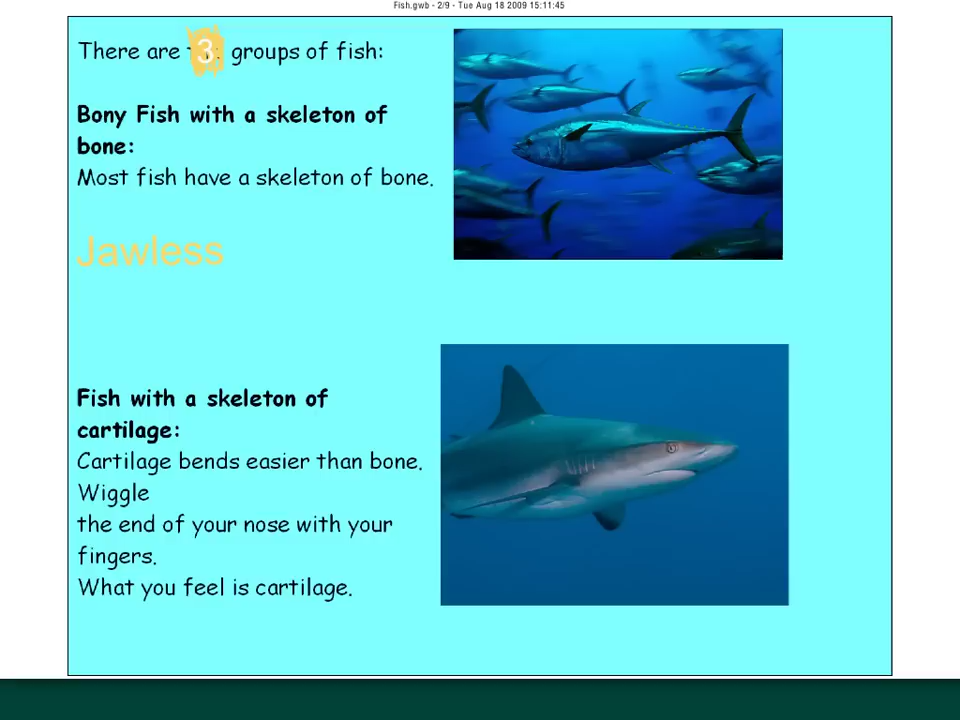 Fish.gwb - 2/9 - Tue Aug 18 2009 15:11:45
There are 3 groups of fish:
Bony Fish with a skeleton of
bone:
Most fish have a skeleton of bone.
Jawless
Fish with a skeleton of
cartilage:
Cartilage bends easier than bone.
Wiggle
the end of your nose with your
fingers.
What you feel is cartilage.